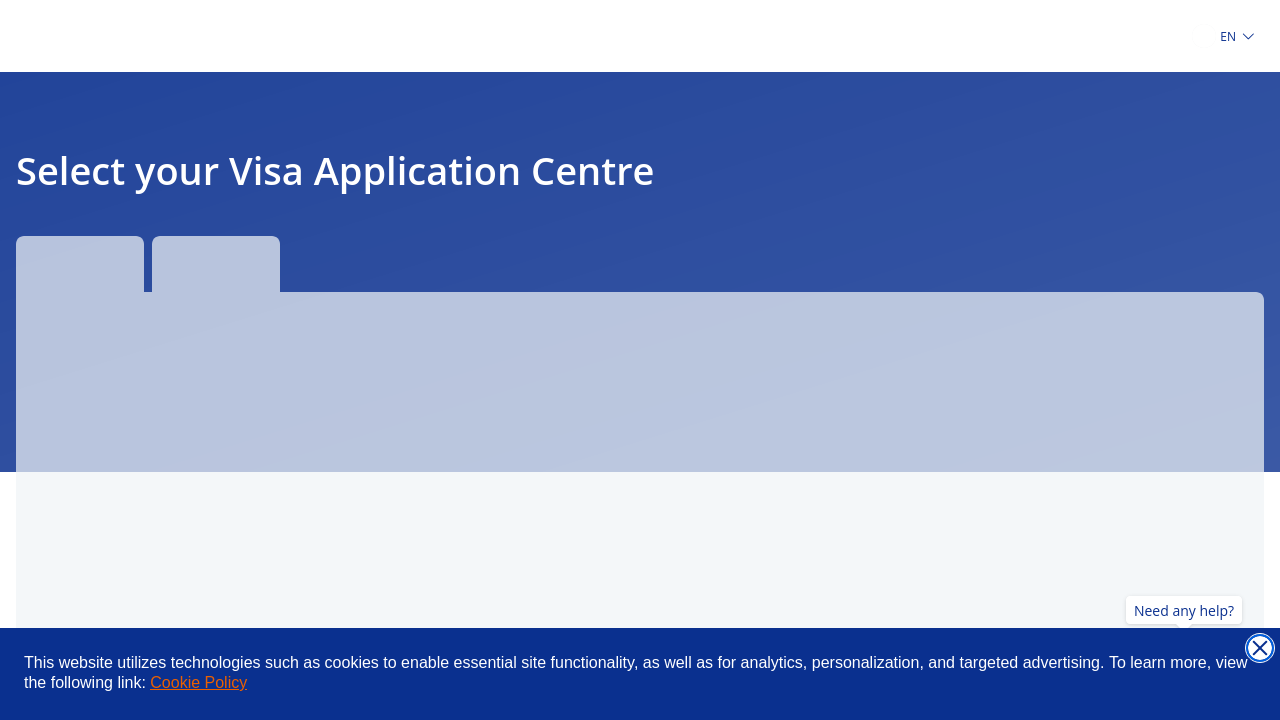 EN
Select your Visa Application Centre
Need any help?
This website utilizes technologies such as cookies to enable essential site functionality, as well as for analytics, personalization, and targeted advertising. To learn more, view
the following link: Cookie Policy